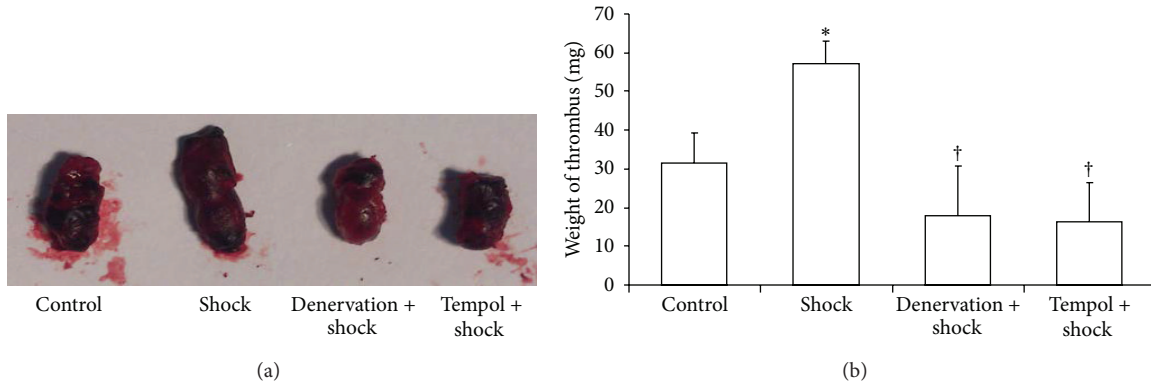 Control
Shock
Denervation +
shock
Tempol +
shock
(a)
Weight of thrombus (mg)
70
60
50
40
30
20
10
0
*
†
†
Control
Shock
Denervation +
shock
Tempol +
shock
(b)